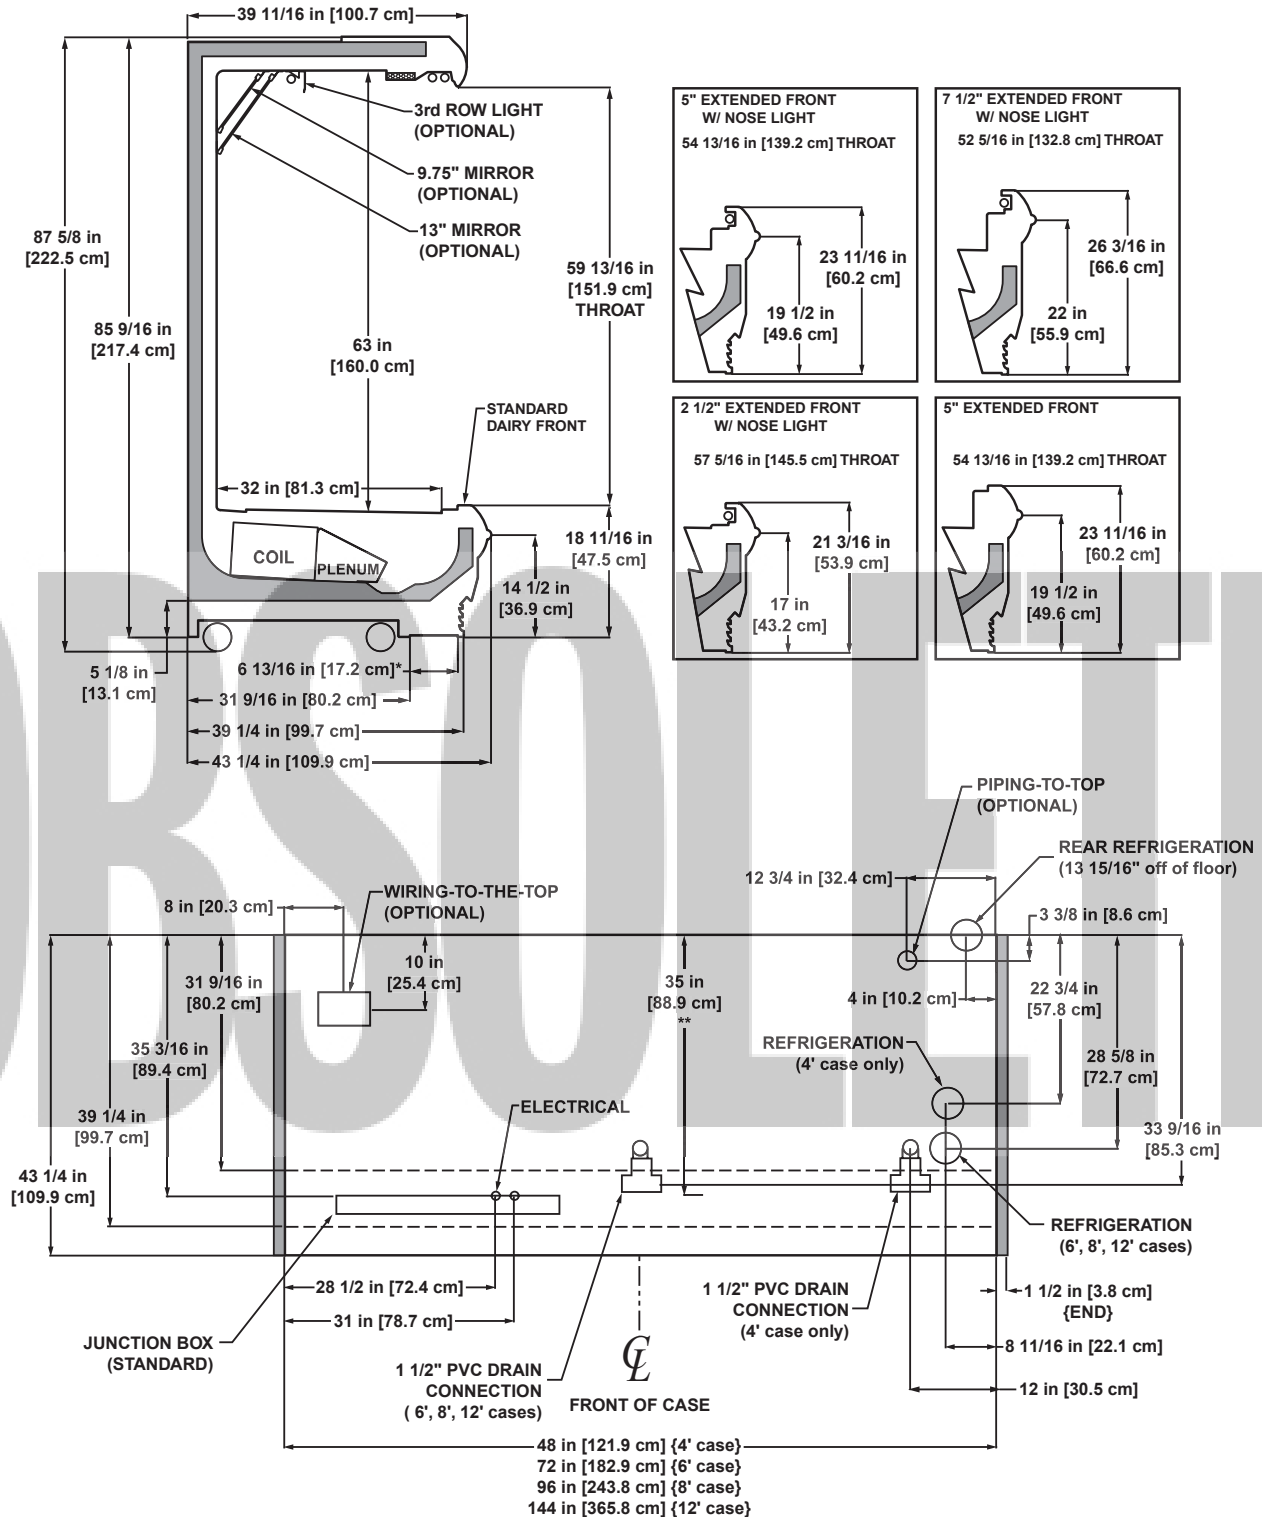 39 11/16 in [100.7 cm]
3rd ROW LIGHT
(OPTIONAL)
9.75" MIRROR
(OPTIONAL)
13" MIRROR
(OPTIONAL)
87 5/8 in
[222.5 cm]
85 9/16 in
[217.4 cm]
63 in
[160.0 cm]
59 13/16 in
[151.9 cm]
THROAT
STANDARD
DAIRY FRONT
32 in [81.3 cm]
COIL
PLENUM
18 11/16 in
[47.5 cm]
14 1/2 in
[36.9 cm]
5 1/8 in
[13.1 cm]
6 13/16 in [17.2 cm]*
31 9/16 in [80.2 cm]
39 1/4 in [99.7 cm]
43 1/4 in [109.9 cm]
5" EXTENDED FRONT
W/ NOSE LIGHT
54 13/16 in [139.2 cm] THROAT
23 11/16 in
[60.2 cm]
19 1/2 in
[49.6 cm]
7 1/2" EXTENDED FRONT
W/ NOSE LIGHT
52 5/16 in [132.8 cm] THROAT
26 3/16 in
[66.6 cm]
22 in
[55.9 cm]
2 1/2" EXTENDED FRONT
W/ NOSE LIGHT
57 5/16 in [145.5 cm] THROAT
21 3/16 in
[53.9 cm]
17 in
[43.2 cm]
5" EXTENDED FRONT
54 13/16 in [139.2 cm] THROAT
23 11/16 in
[60.2 cm]
19 1/2 in
[49.6 cm]
OBSOLETE
PIPING-TO-TOP
(OPTIONAL)
REAR REFRIGERATION
(13 15/16" off of floor)
12 3/4 in [32.4 cm]
3 3/8 in [8.6 cm]
WIRING-TO-THE-TOP
(OPTIONAL)
8 in [20.3 cm]
10 in
[25.4 cm]
31 9/16 in
[80.2 cm]
35 in
[88.9 cm]
**
4 in [10.2 cm]
22 3/4 in
[57.8 cm]
REFRIGERATION
(4' case only)
28 5/8 in
[72.7 cm]
35 3/16 in
[89.4 cm]
39 1/4 in
[99.7 cm]
ELECTRICAL
33 9/16 in
[85.3 cm]
43 1/4 in
[109.9 cm]
REFRIGERATION
(6', 8', 12' cases)
28 1/2 in [72.4 cm]
31 in [78.7 cm]
1 1/2" PVC DRAIN
CONNECTION
(4' case only)
1 1/2 in [3.8 cm]
{END}
8 11/16 in [22.1 cm]
JUNCTION BOX
(STANDARD)
1 1/2" PVC DRAIN
CONNECTION
( 6', 8', 12' cases)
CL
FRONT OF CASE
12 in [30.5 cm]
48 in [121.9 cm] {4' case}
72 in [182.9 cm] {6' case}
96 in [243.8 cm] {8' case}
144 in [365.8 cm] {12' case}